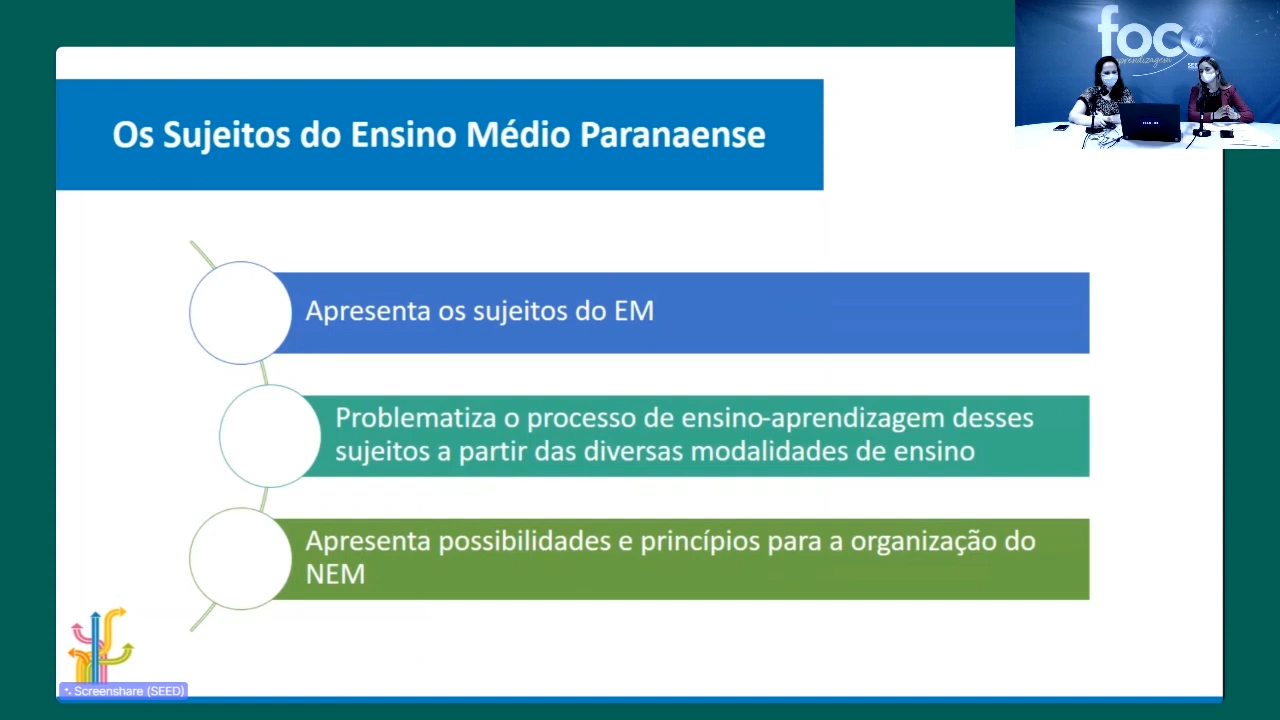 foco
aprendizagem
Os Sujeitos do Ensino Médio Paranaense
Apresenta os sujeitos do EM
Problematiza o processo de ensino-aprendizagem desses
sujeitos a partir das diversas modalidades de ensino
Apresenta possibilidades e princípios para a organização do
NEM
Screenshare (SEED)